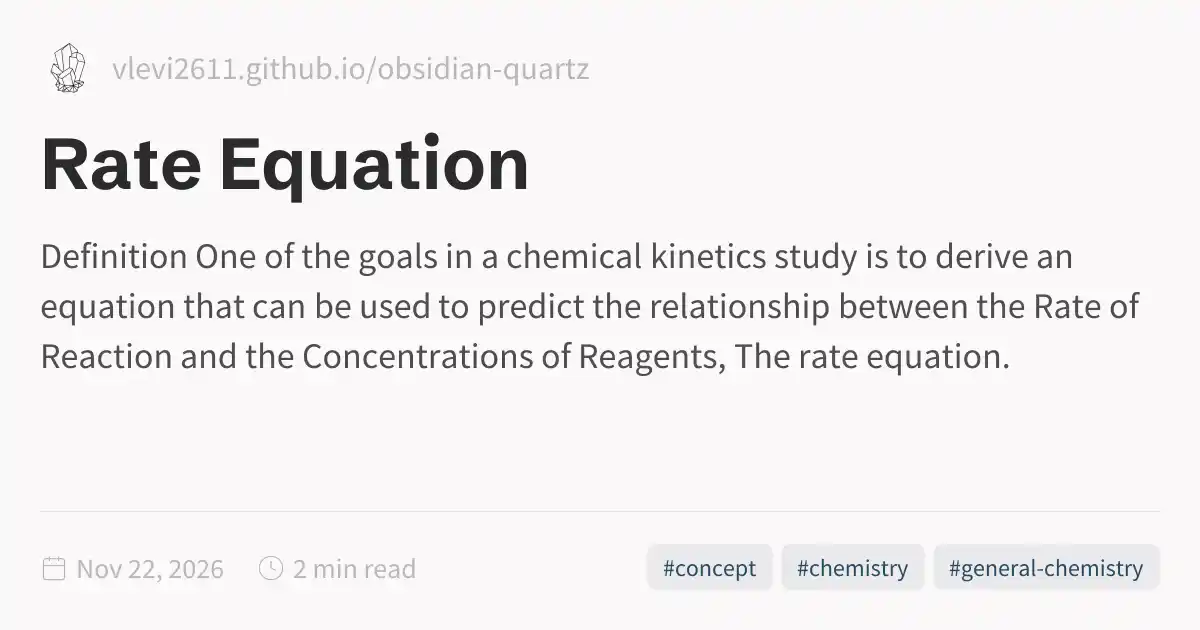 vlevi2611.github.io/obsidian-quartz
Rate Equation
Definition One of the goals in a chemical kinetics study is to derive an
equation that can be used to predict the relationship between the Rate of
Reaction and the Concentrations of Reagents, The rate equation.
Nov 22, 2026 2 min read #concept #chemistry #general-chemistry